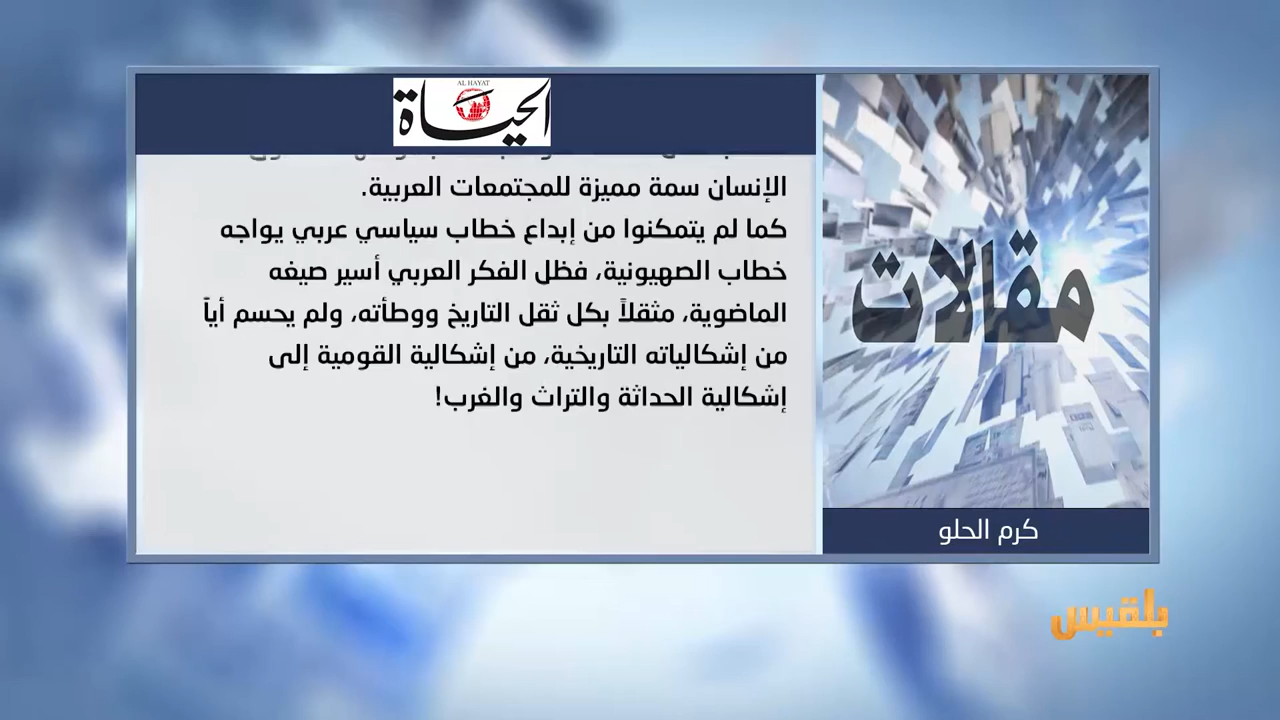 AL HAYAT
الحياة
الإنسان سمة مميزة للمجتمعات العربية.
كما لم يتمكنوا من إبداع خطاب سياسي عربي يواجه
خطاب الصهيونية، فظل الفكر العربي أسير صيغه
الماضوية، مثقلاً بكل ثقل التاريخ ووطأته، ولم يحسم أياً
من إشكالياته التاريخية، من إشكالية القومية إلى
إشكالية الحداثة والتراث والغرب!
مقالات
كرم الحلو
بلقيس